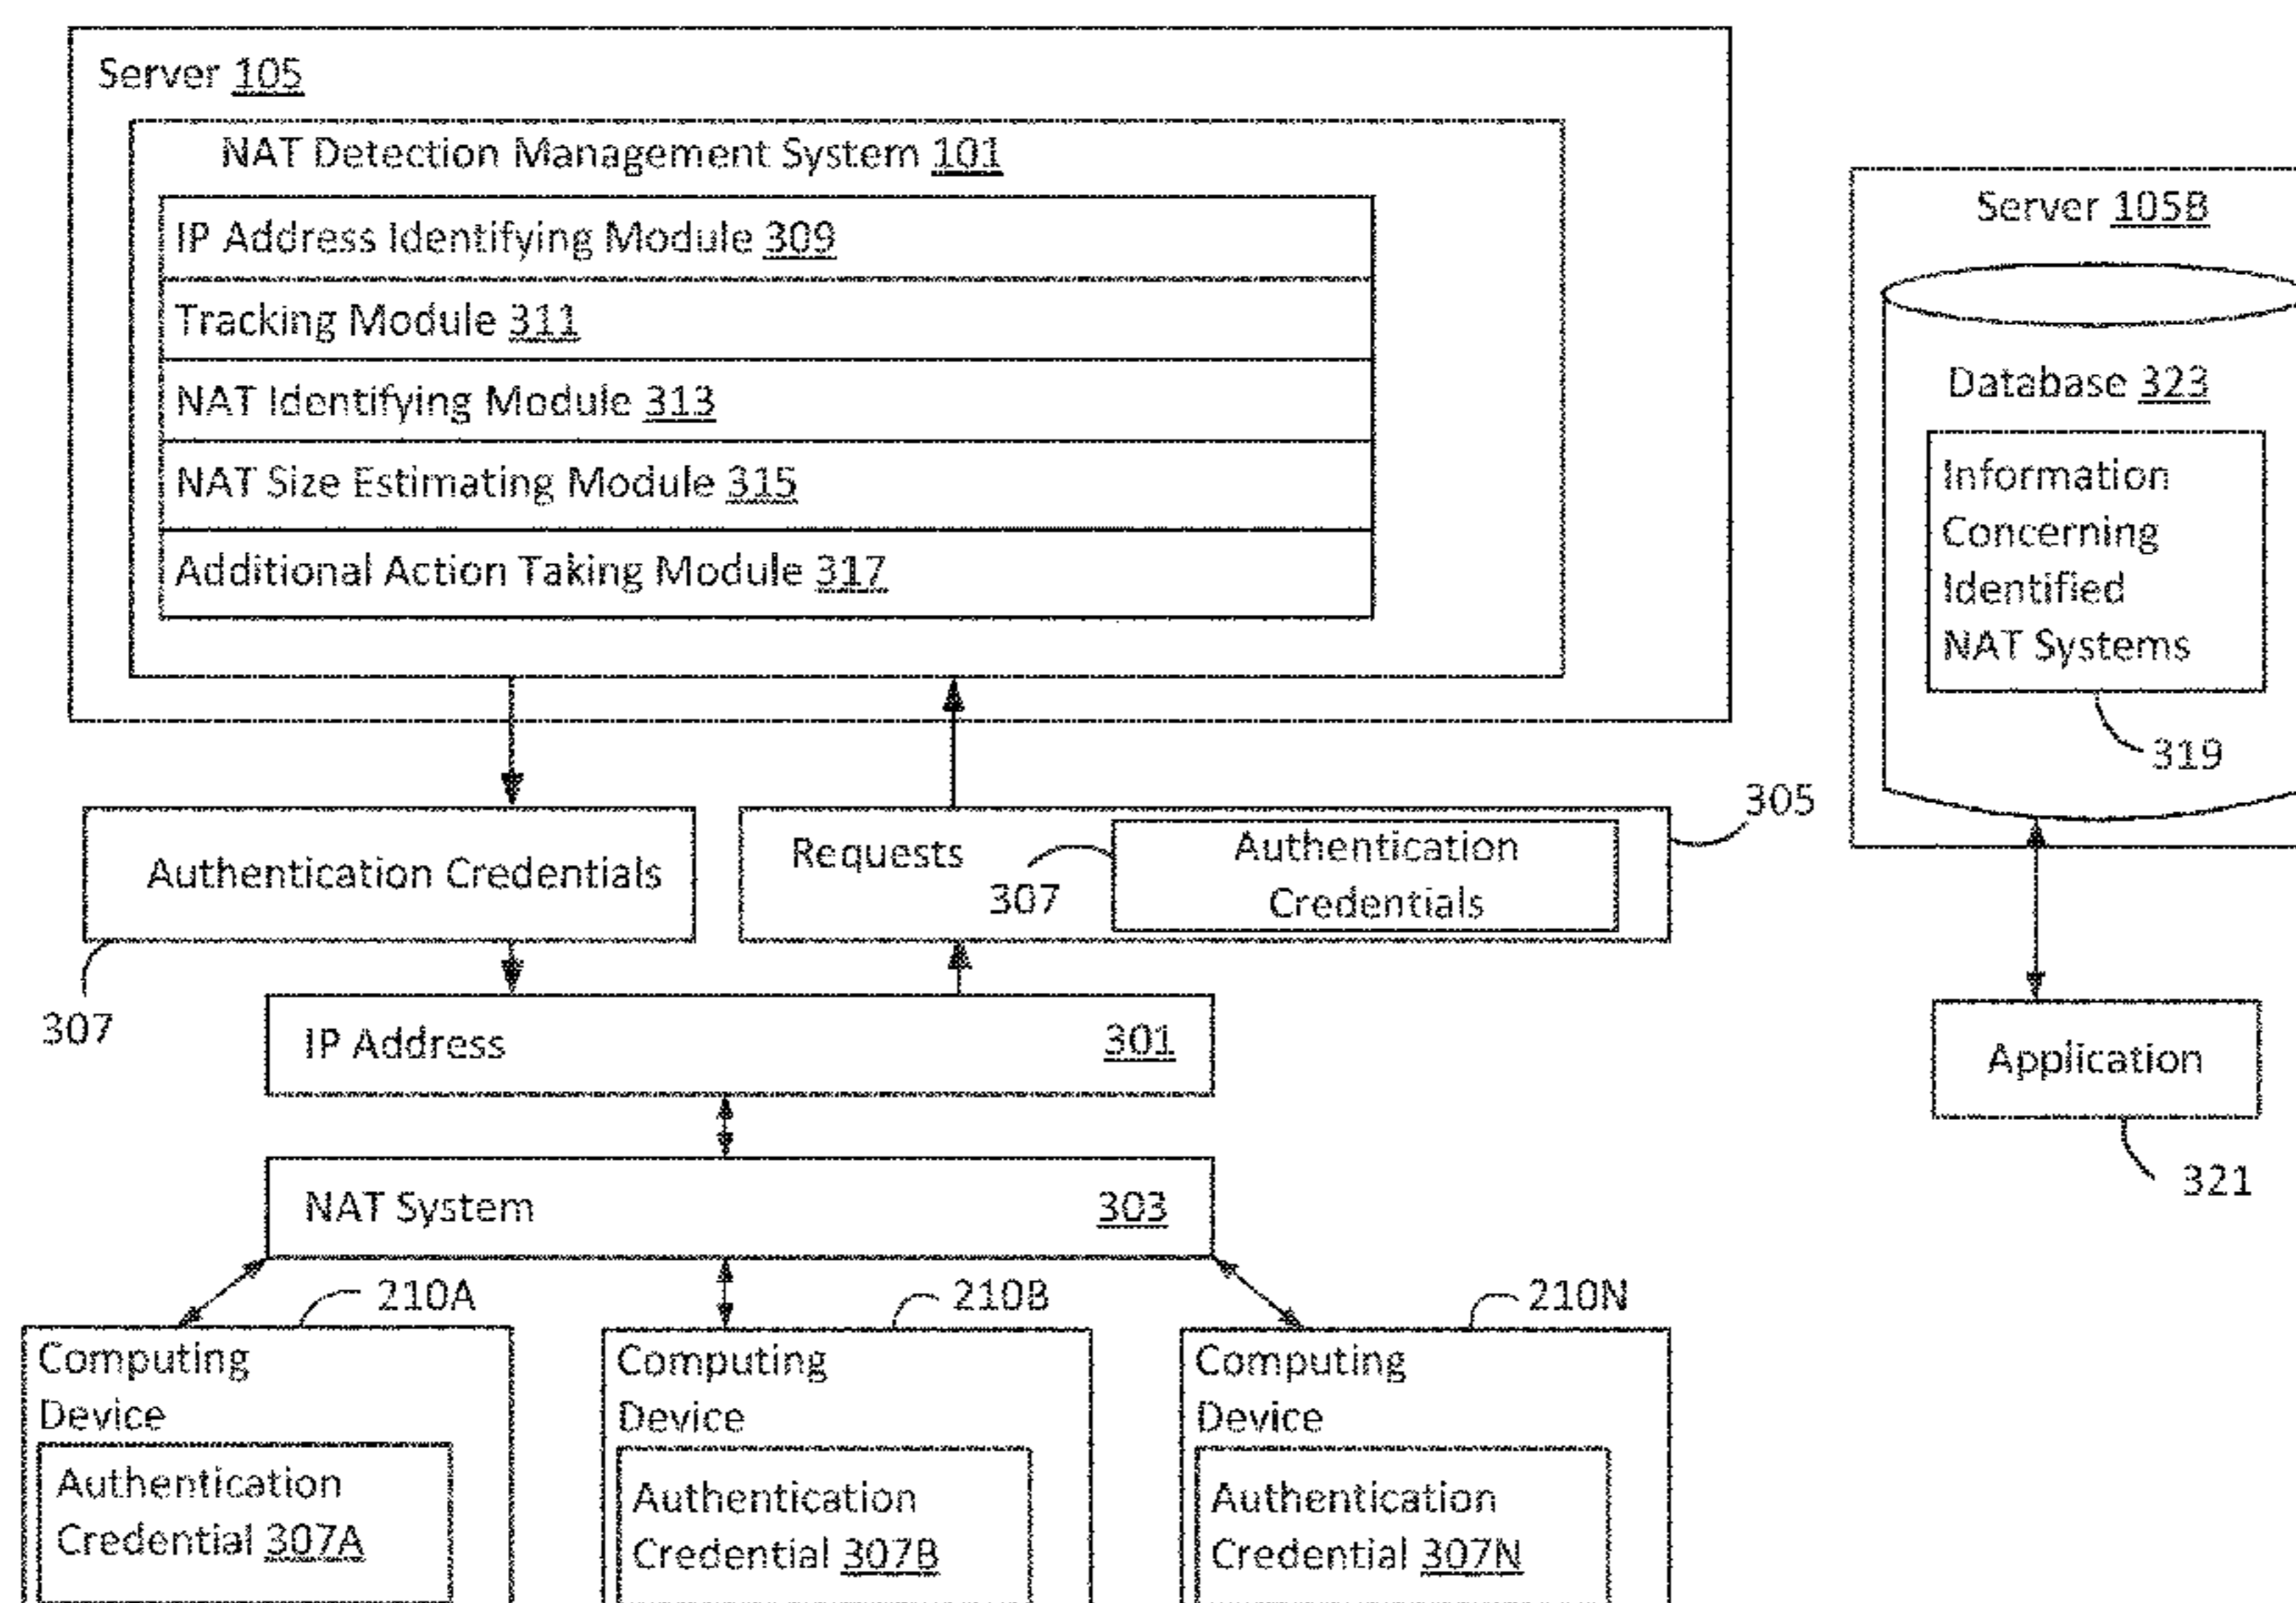 Server 105
NAT Detection Management System 101
IP Address Identifying Module 309
Tracking Module 311
NAT Identifying Module 313
NAT Size Estimating Module 315
Additional Action Taking Module 317
Server 105B
Database 323
Information
Concerning
Identified
NAT Systems
319
305
Authentication Credentials
307
Requests
307
Authentication
Credentials
IP Address 301
Application
321
NAT System 303
210A
210B
210N
Computing
Device
Authentication
Credential 307A
Computing
Device
Authentication
Credential 307B
Computing
Device
Authentication
Credential 307N